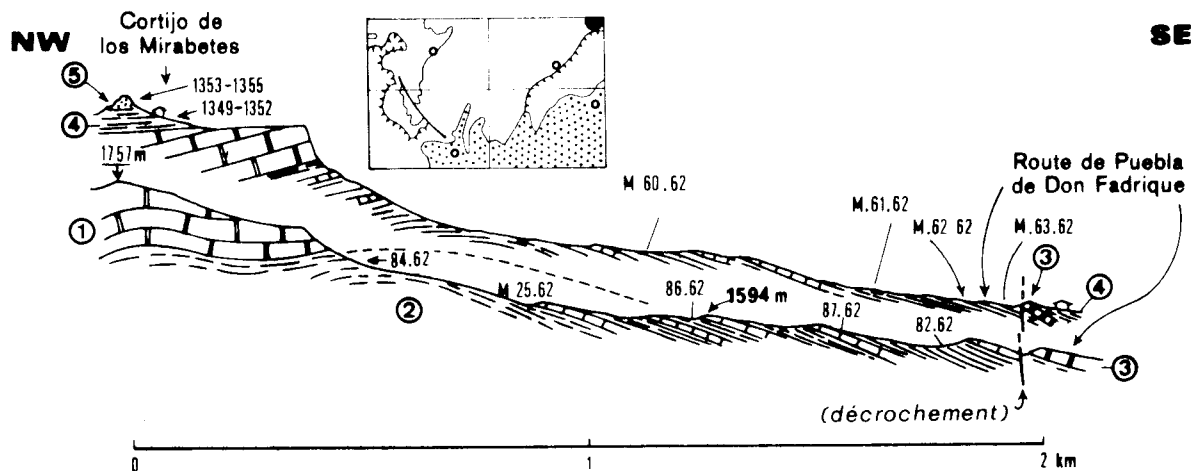 NW
Cortijo de
los Mirabetes
SE
5
1353-1355
1349-1352
4
1757 m
Route de Puebla
de Don Fadrique
M 60.62
M.61.62
M.62 62
M.63.62
3
4
1
84.62
2
M 25.62
86.62
1594 m
87.62
82.62
3
(décrochement)
0
1
2 km